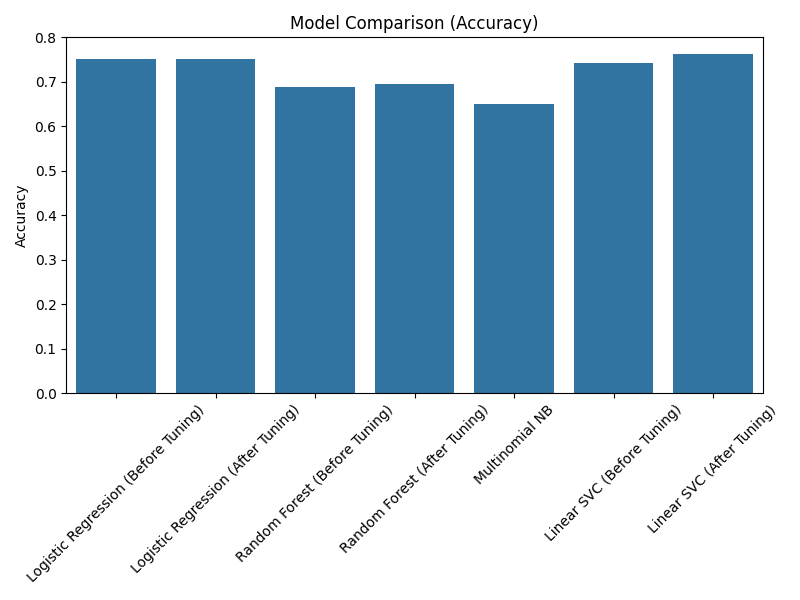 Model Comparison (Accuracy)
Accuracy
0.8
0.7
0.6
0.5
0.4
0.3
0.2
0.1
0.0
Logistic Regression (Before Tuning)
Logistic Regression (After Tuning)
Random Forest (Before Tuning)
Random Forest (After Tuning)
Multinomial NB
Linear SVC (Before Tuning)
Linear SVC (After Tuning)